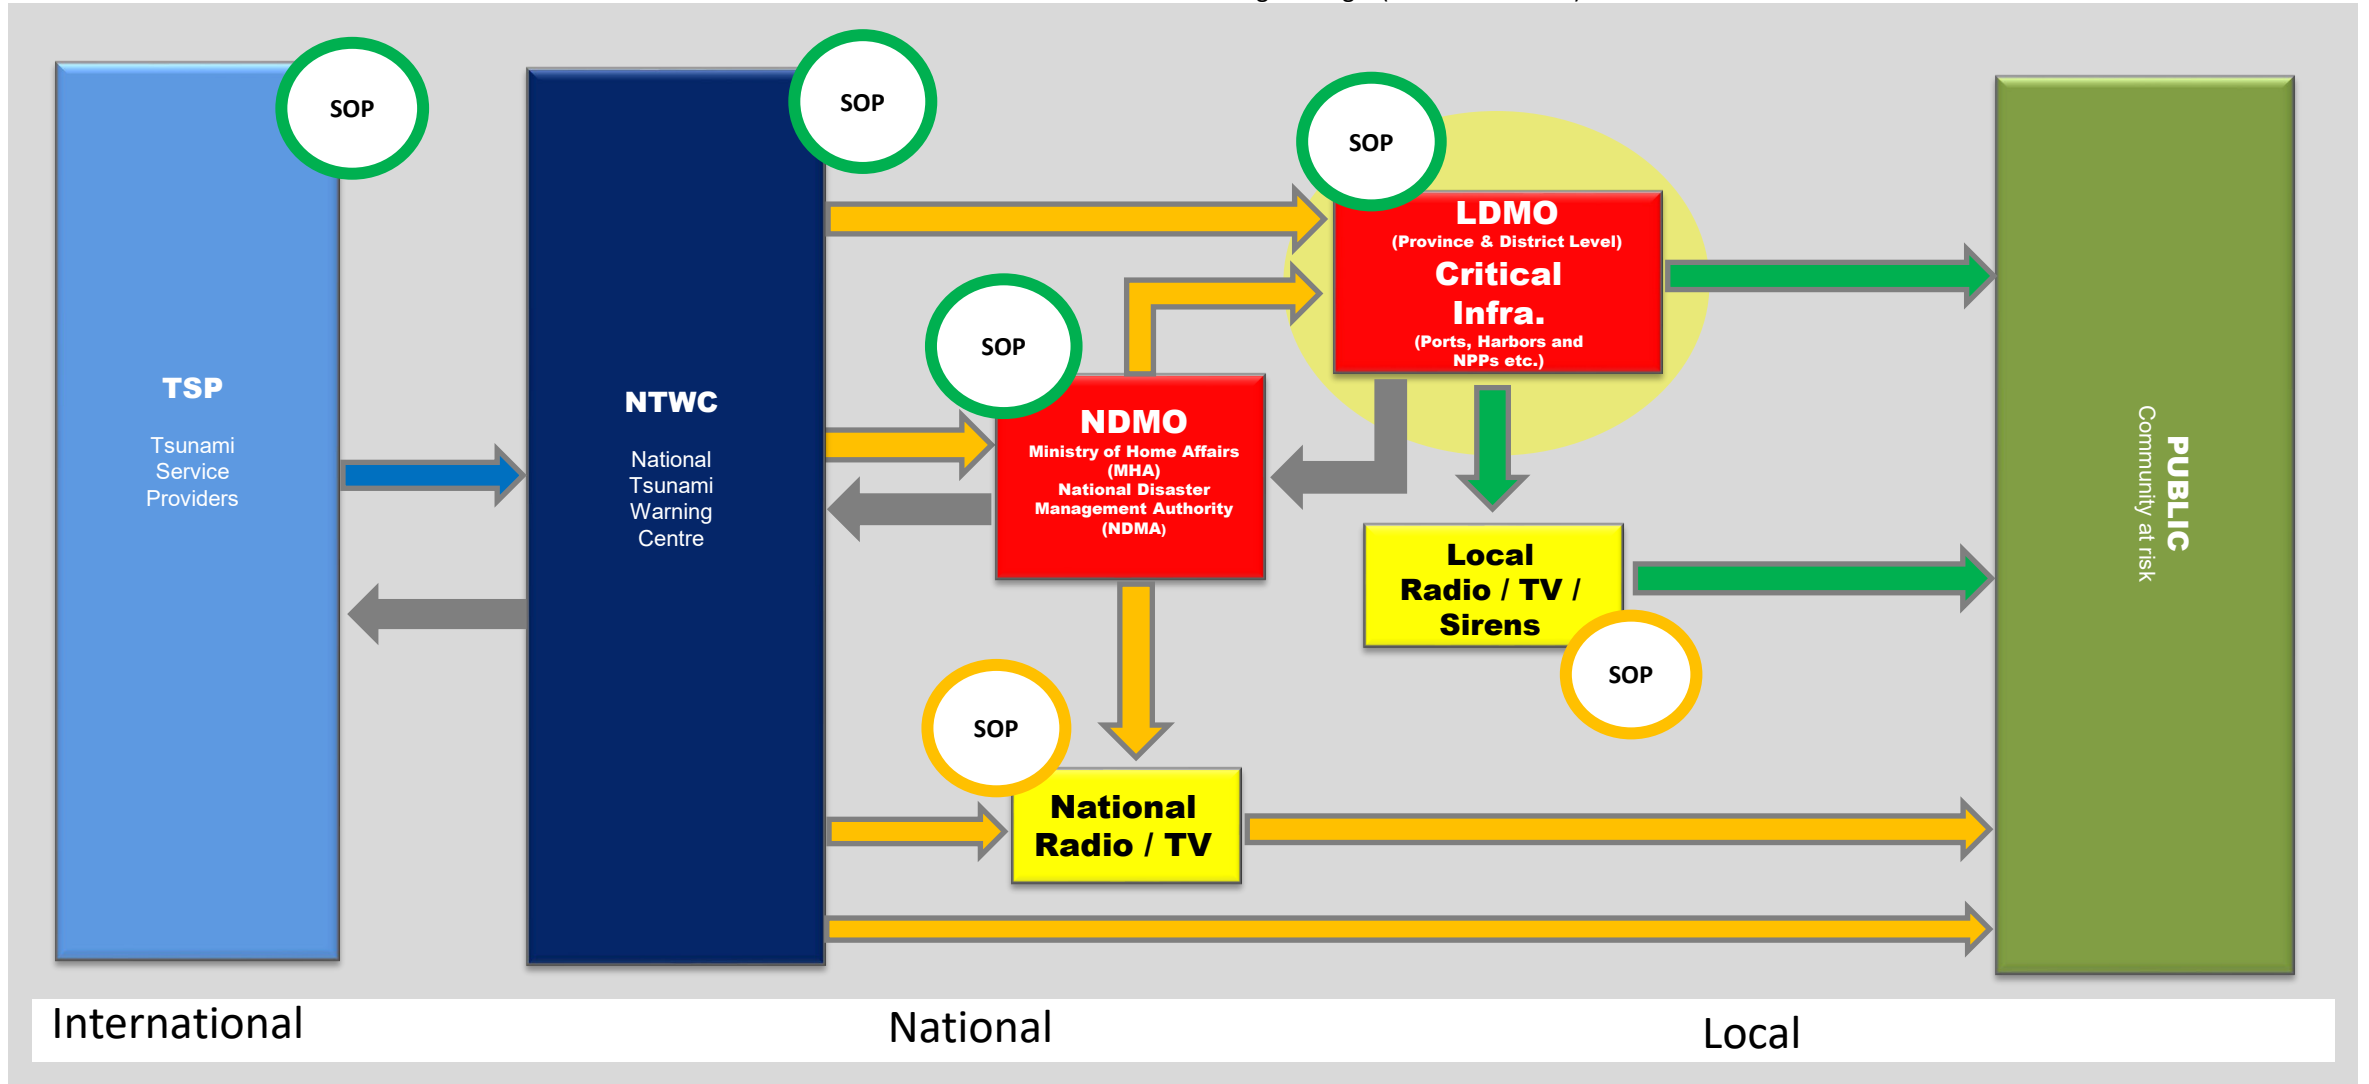 SOP
SOP
SOP
LDMO
(Province & District Level)
Critical
Infra.
(Ports, Harbors and
NPPs etc.)
SOP
TSP
Tsunami
Service
Providers
NTWC
National
Tsunami
Warning
Centre
NDMO
Ministry of Home Affairs
(MHA)
National Disaster
Management Authority
(NDMA)
PUBLIC
Community at risk
Local
Radio / TV /
Sirens
SOP
SOP
National
Radio / TV
International
National
Local